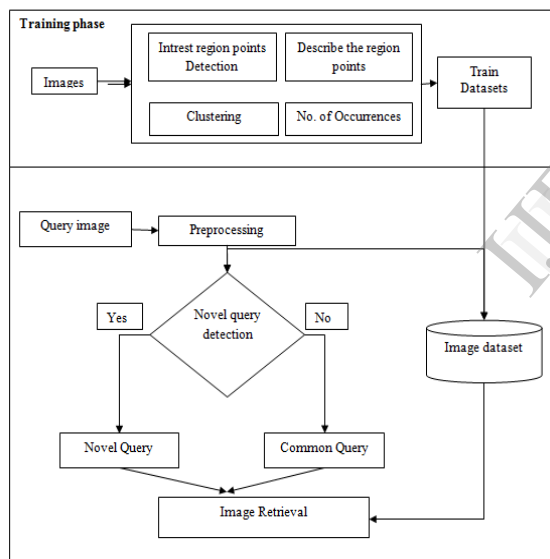 Training phase
Images
Intrest region points
Detection
Describe the region
points
Clustering
No. of Occurrences
Train
Datasets
Query image
Preprocessing
Yes
Novel query
detection
No
Image dataset
Novel Query
Common Query
Image Retrieval